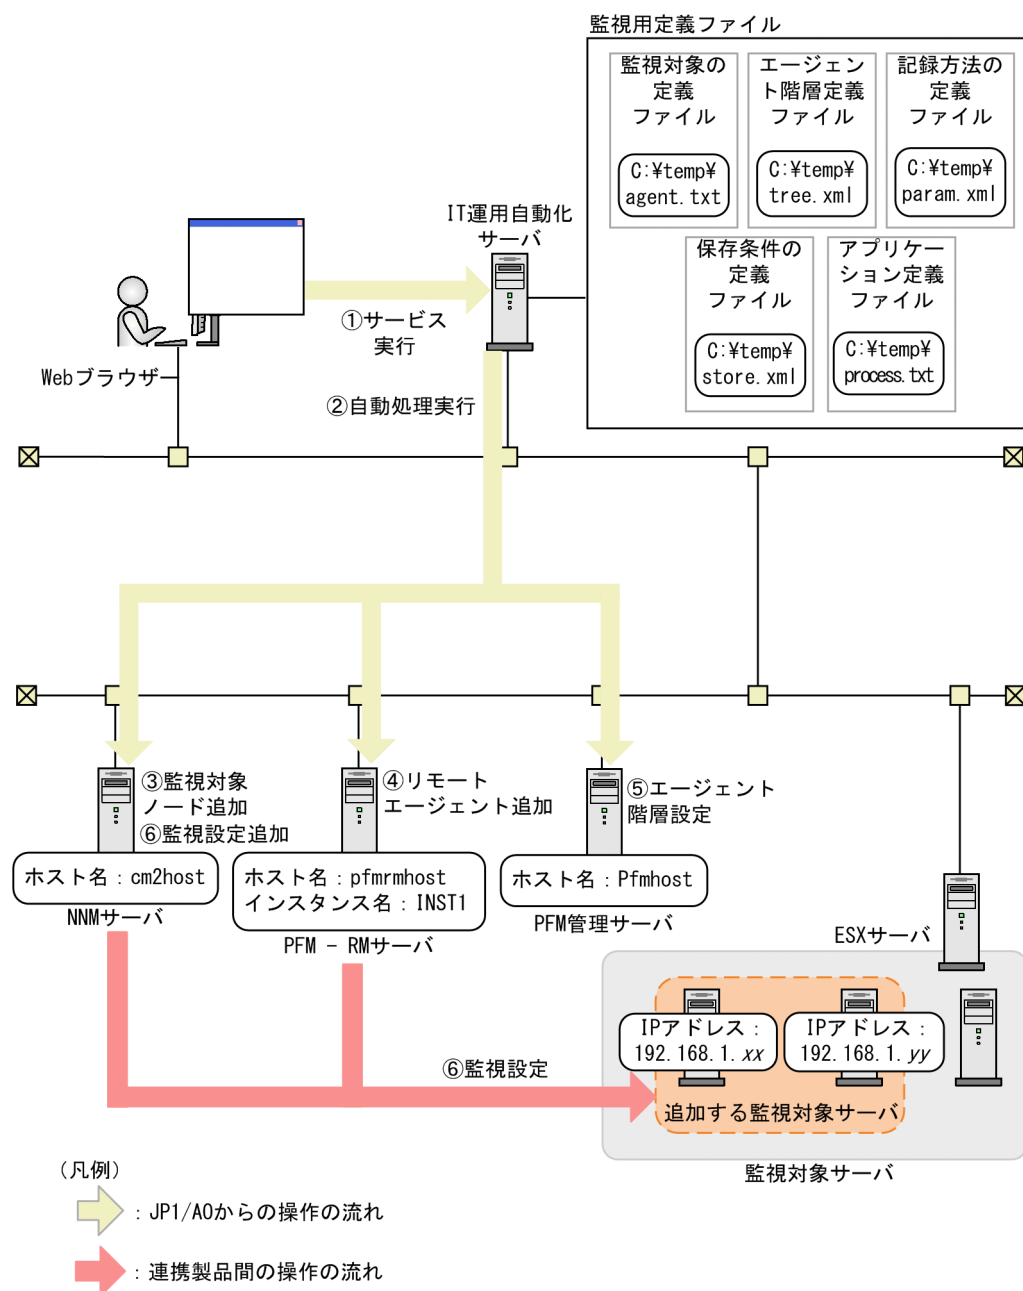 監視用定義ファイル
監視対象の
定義
ファイル
C:¥temp¥
agent.txt
エージェン
ト階層定義
ファイル
C:¥temp¥
tree.xml
記録方法の
定義
ファイル
C:¥temp¥
param.xml
保存条件の
定義
ファイル
C:¥temp¥
store.xml
アプリケー
ション定義
ファイル
C:¥temp¥
process.txt
IT運用自動化
サーバ
①サービス
実行
Webブラウザ
②自動処理実行
③監視対象
ノード追加
⑥監視設定追加
ホスト名：cm2host
NNMサーバ
④リモート
エージェント追加
ホスト名：pfmrmhost
インスタンス名：INST1
PFM － RMサーバ
⑤エージェント
階層設定
ホスト名：Pfmhost
PFM管理サーバ
ESXサーバ
IPアドレス：
192.168.1.xx
IPアドレス：
192.168.1.yy
⑥監視設定
追加する監視対象サーバ
監視対象サーバ
（凡例）
：JP1/AOからの操作の流れ
：連携製品間の操作の流れ